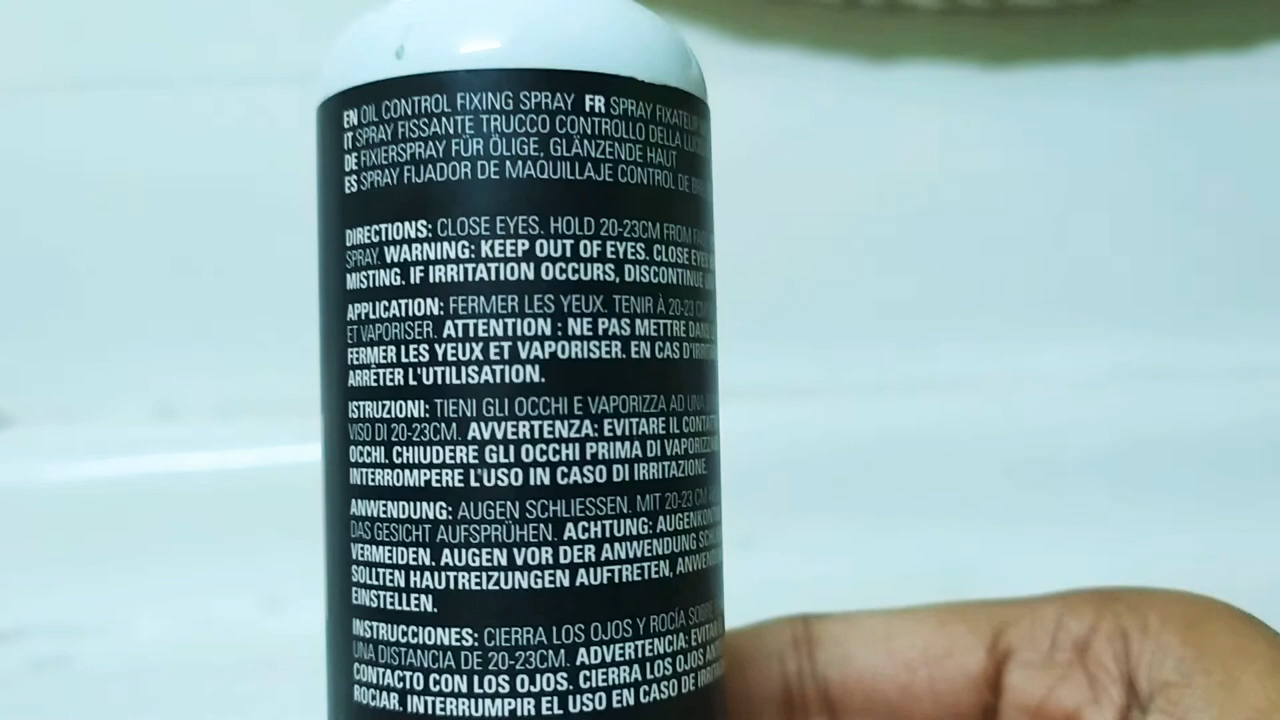 EN OIL CONTROL FIXING SPRAY FR SPRAY FIXATEUR
IT SPRAY FISSANTE TRUCCO CONTROLLO DELLA
DE FIXIERSPRAY FÜR ÖLIGE, GLÄNZENDE HAUT
ES SPRAY FIJADOR DE MAQUILLAJE CONTROL DE
DIRECTIONS: CLOSE EYES. HOLD 20-23CM FROM
SPRAY. WARNING: KEEP OUT OF EYES. CLOSE EYES
MISTING. IF IRRITATION OCCURS, DISCONTINUE
APPLICATION: FERMER LES YEUX. TENIR À 20-23 CM
ET VAPORISER. ATTENTION : NE PAS METTRE DANS
FERMER LES YEUX ET VAPORISER. EN CAS
ARRÊTER L'UTILISATION.
ISTRUZIONI: TIENI GLI OCCHI E VAPORIZZA AD UNA
VISO DI 20-23CM. AVVERTENZA: EVITARE IL
OCCHI. CHIUDERE GLI OCCHI PRIMA DI
INTERROMPERE L'USO IN CASO DI IRRITAZIONE.
ANWENDUNG: AUGEN SCHLIESSEN. MIT 20-23 CM
DAS GESICHT AUFSPRÜHEN. ACHTUNG:
VERMEIDEN. AUGEN VOR DER ANWENDUNG
SOLLTEN HAUTREIZUNGEN AUFTRETEN,
EINSTELLEN.
INSTRUCCIONES: CIERRA LOS OJOS Y ROCÍA SOBRE
UNA DISTANCIA DE 20-23CM. ADVERTENCIA:
CONTACTO CON LOS OJOS. CIERRA LOS OJOS
ROCIAR. INTERRUMPIR EL USO EN CASO DE